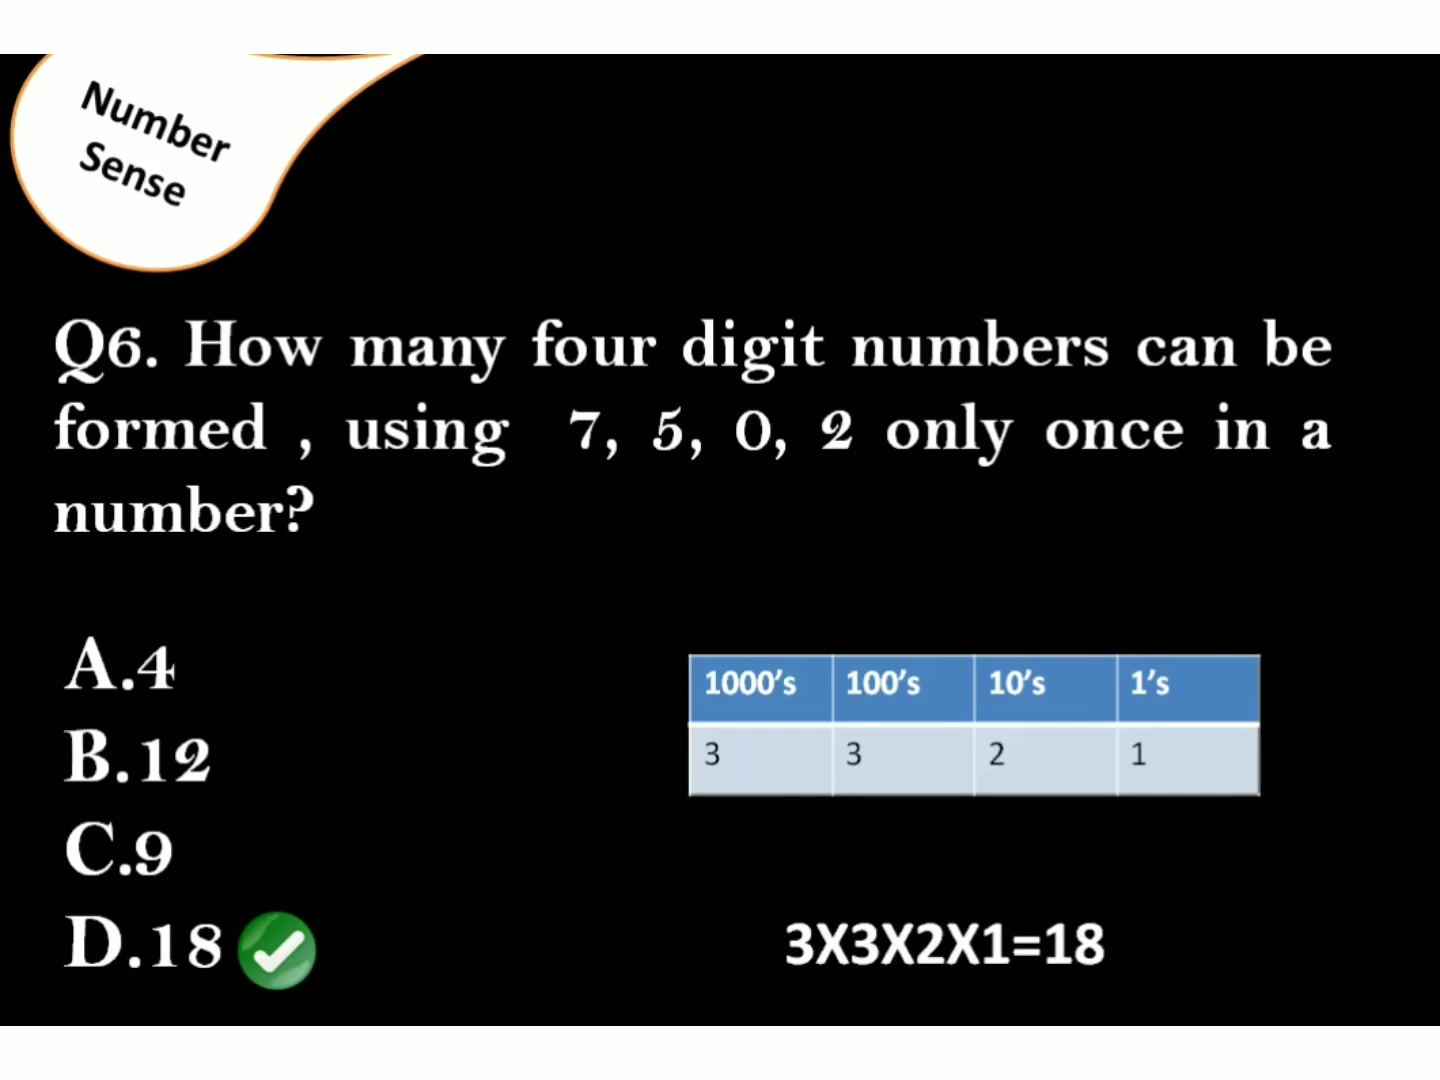 Number
Sense
Q6. How many four digit numbers can be
formed , using 7, 5, 0, 2 only once in a
number?
A.4
B.12
C.9
D.18
1000’s 100’s 10’s 1’s
3 3 2 1
3X3X2X1=18